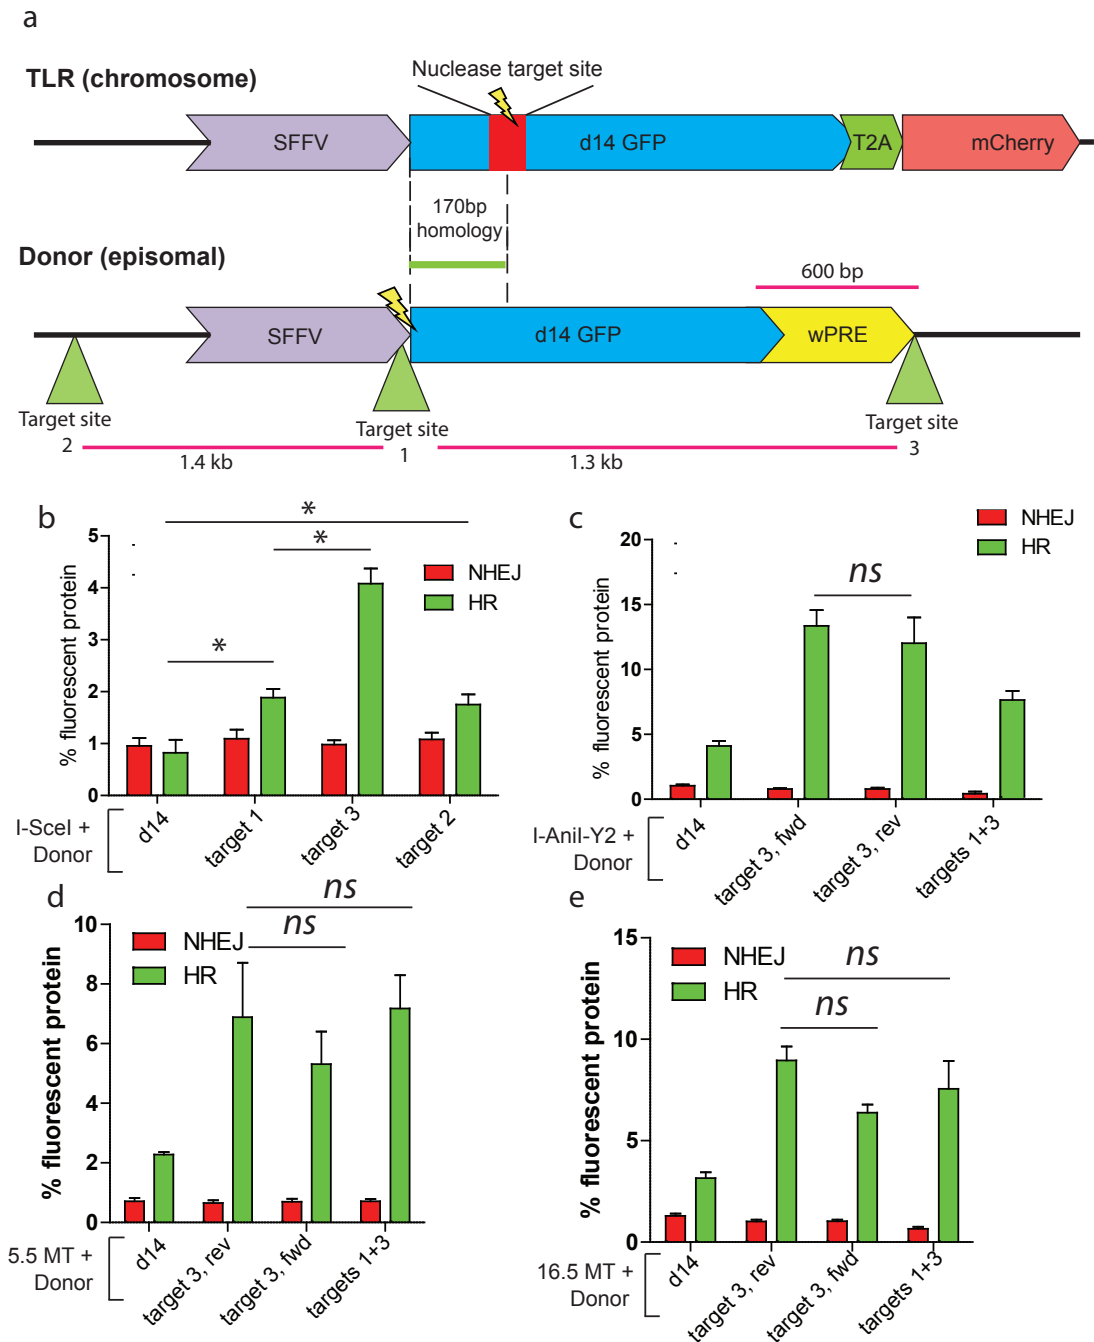 a
Nuclease target site
TLR (chromosome)
SFFV
d14 GFP
T2A
mCherry
170bp
homology
Donor (episomal)
600 bp
SFFV
d14 GFP
wPRE
Target site
2
Target site
1
Target site
3
1.4 kb
1.3 kb
b
*
*
*
NHEJ
HR
% fluorescent protein
5
4
3
2
1
0
I-SceI +
Donor
d14
target 1
target 3
target 2
c
NHEJ
HR
ns
% fluorescent protein
20
15
10
5
0
I-AniI-Y2 +
Donor
d14
target 3, fwd
target 3, rev
targets 1+3
d
ns
ns
NHEJ
HR
% fluorescent protein
10
8
6
4
2
0
5.5 MT +
Donor
d14
target 3, rev
target 3, fwd
targets 1+3
e
NHEJ
HR
ns
ns
% fluorescent protein
15
10
5
0
16.5 MT +
Donor
d14
target 3, rev
target 3, fwd
targets 1+3